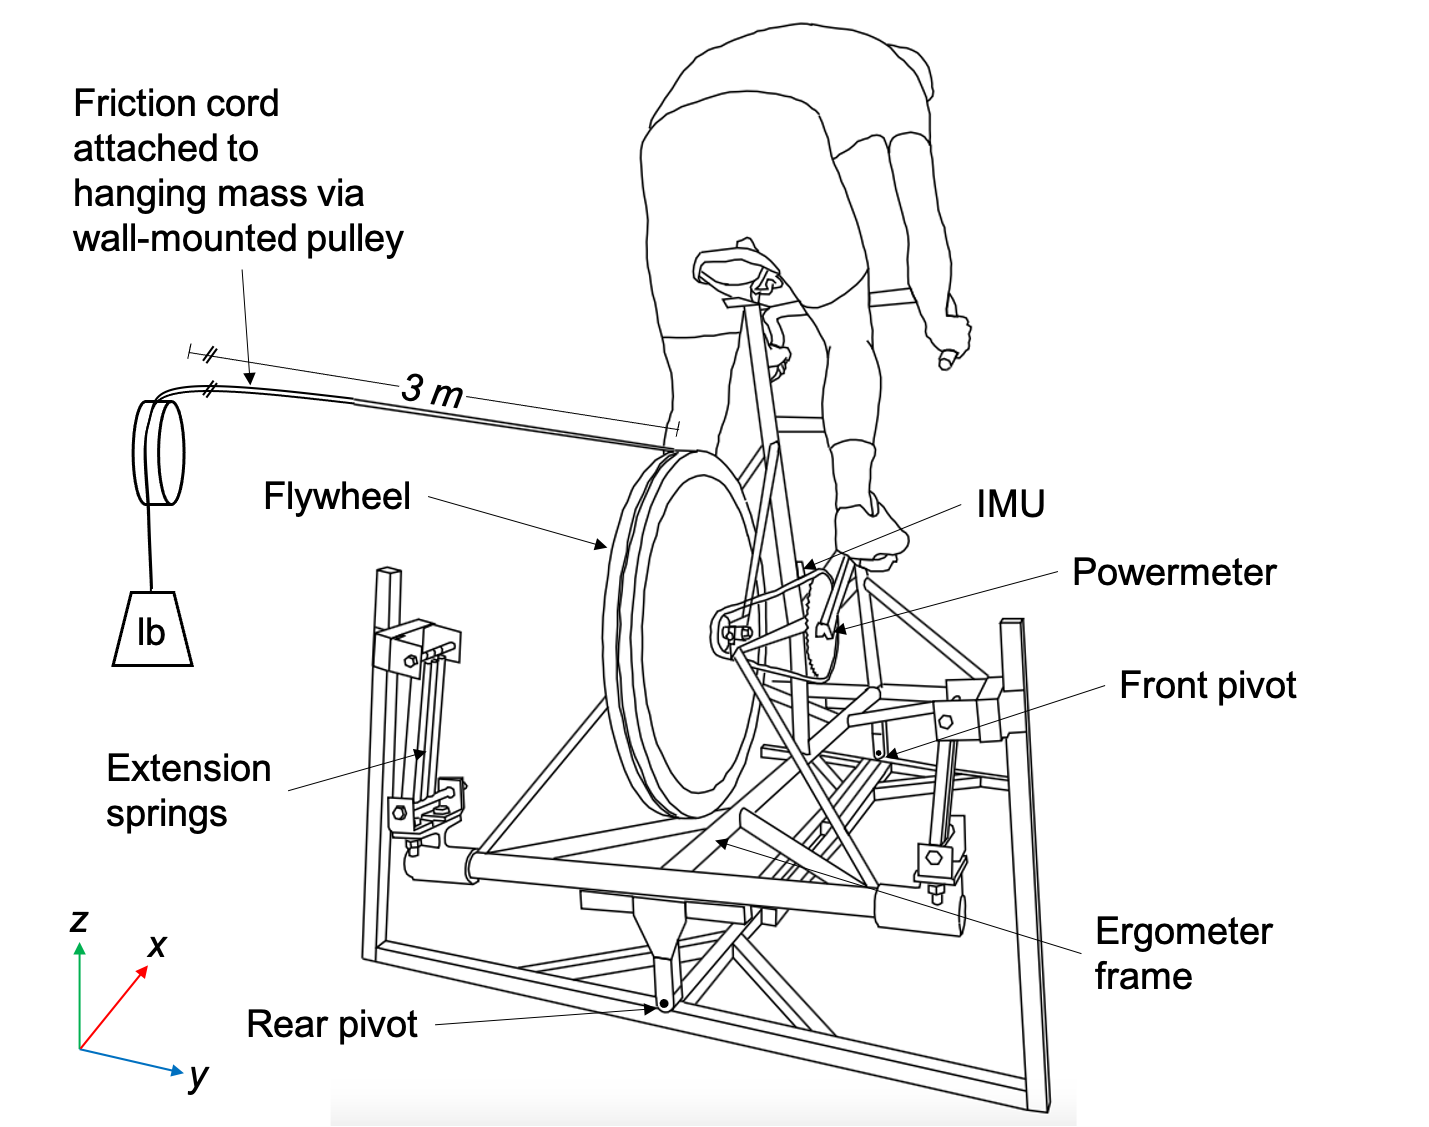 Friction cord
attached to
hanging mass via
wall-mounted pulley
3 m
Flywheel
IMU
Powermeter
lb
Front pivot
Extension
springs
Ergometer
frame
Rear pivot
z
x
y